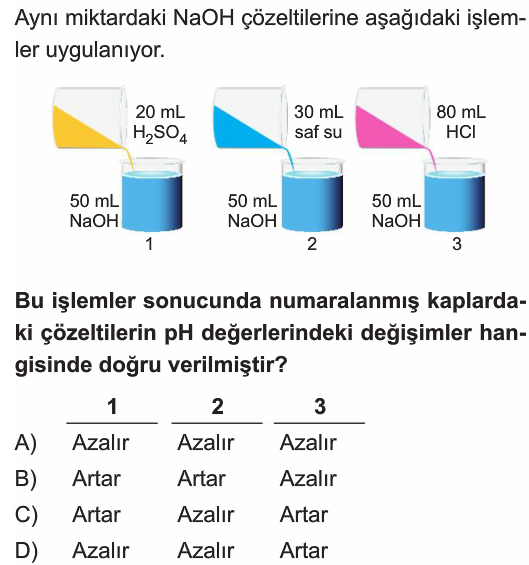 Aynı miktardaki NaOH çözeltilerine aşağıdaki işlem-
ler uygulanıyor.
20 mL
H₂SO₄
30 mL
saf su
80 mL
HCl
50 mL
NaOH
50 mL
NaOH
50 mL
NaOH
1
2
3
Bu işlemler sonucunda numaralanmış kaplarda-
ki çözeltilerin pH değerlerindeki değişimler han-
gisinde doğru verilmiştir?
1 2 3
A) Azalır Azalır Azalır
B) Artar Artar Azalır
C) Artar Azalır Artar
D) Azalır Azalır Artar